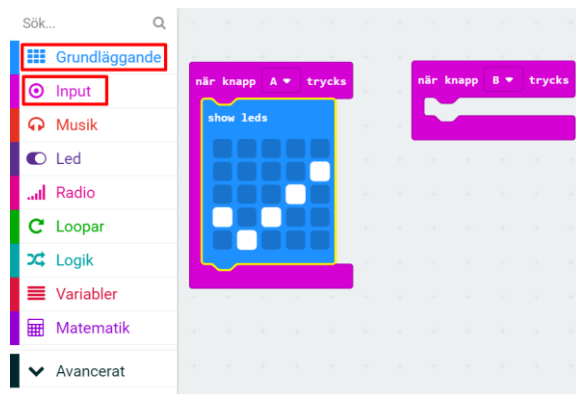 Sök...
Grundläggande
Input
Musik
Led
Radio
Loopar
Logik
Variabler
Matematik
Avancerat
när knapp A trycks
show leds
när knapp B trycks